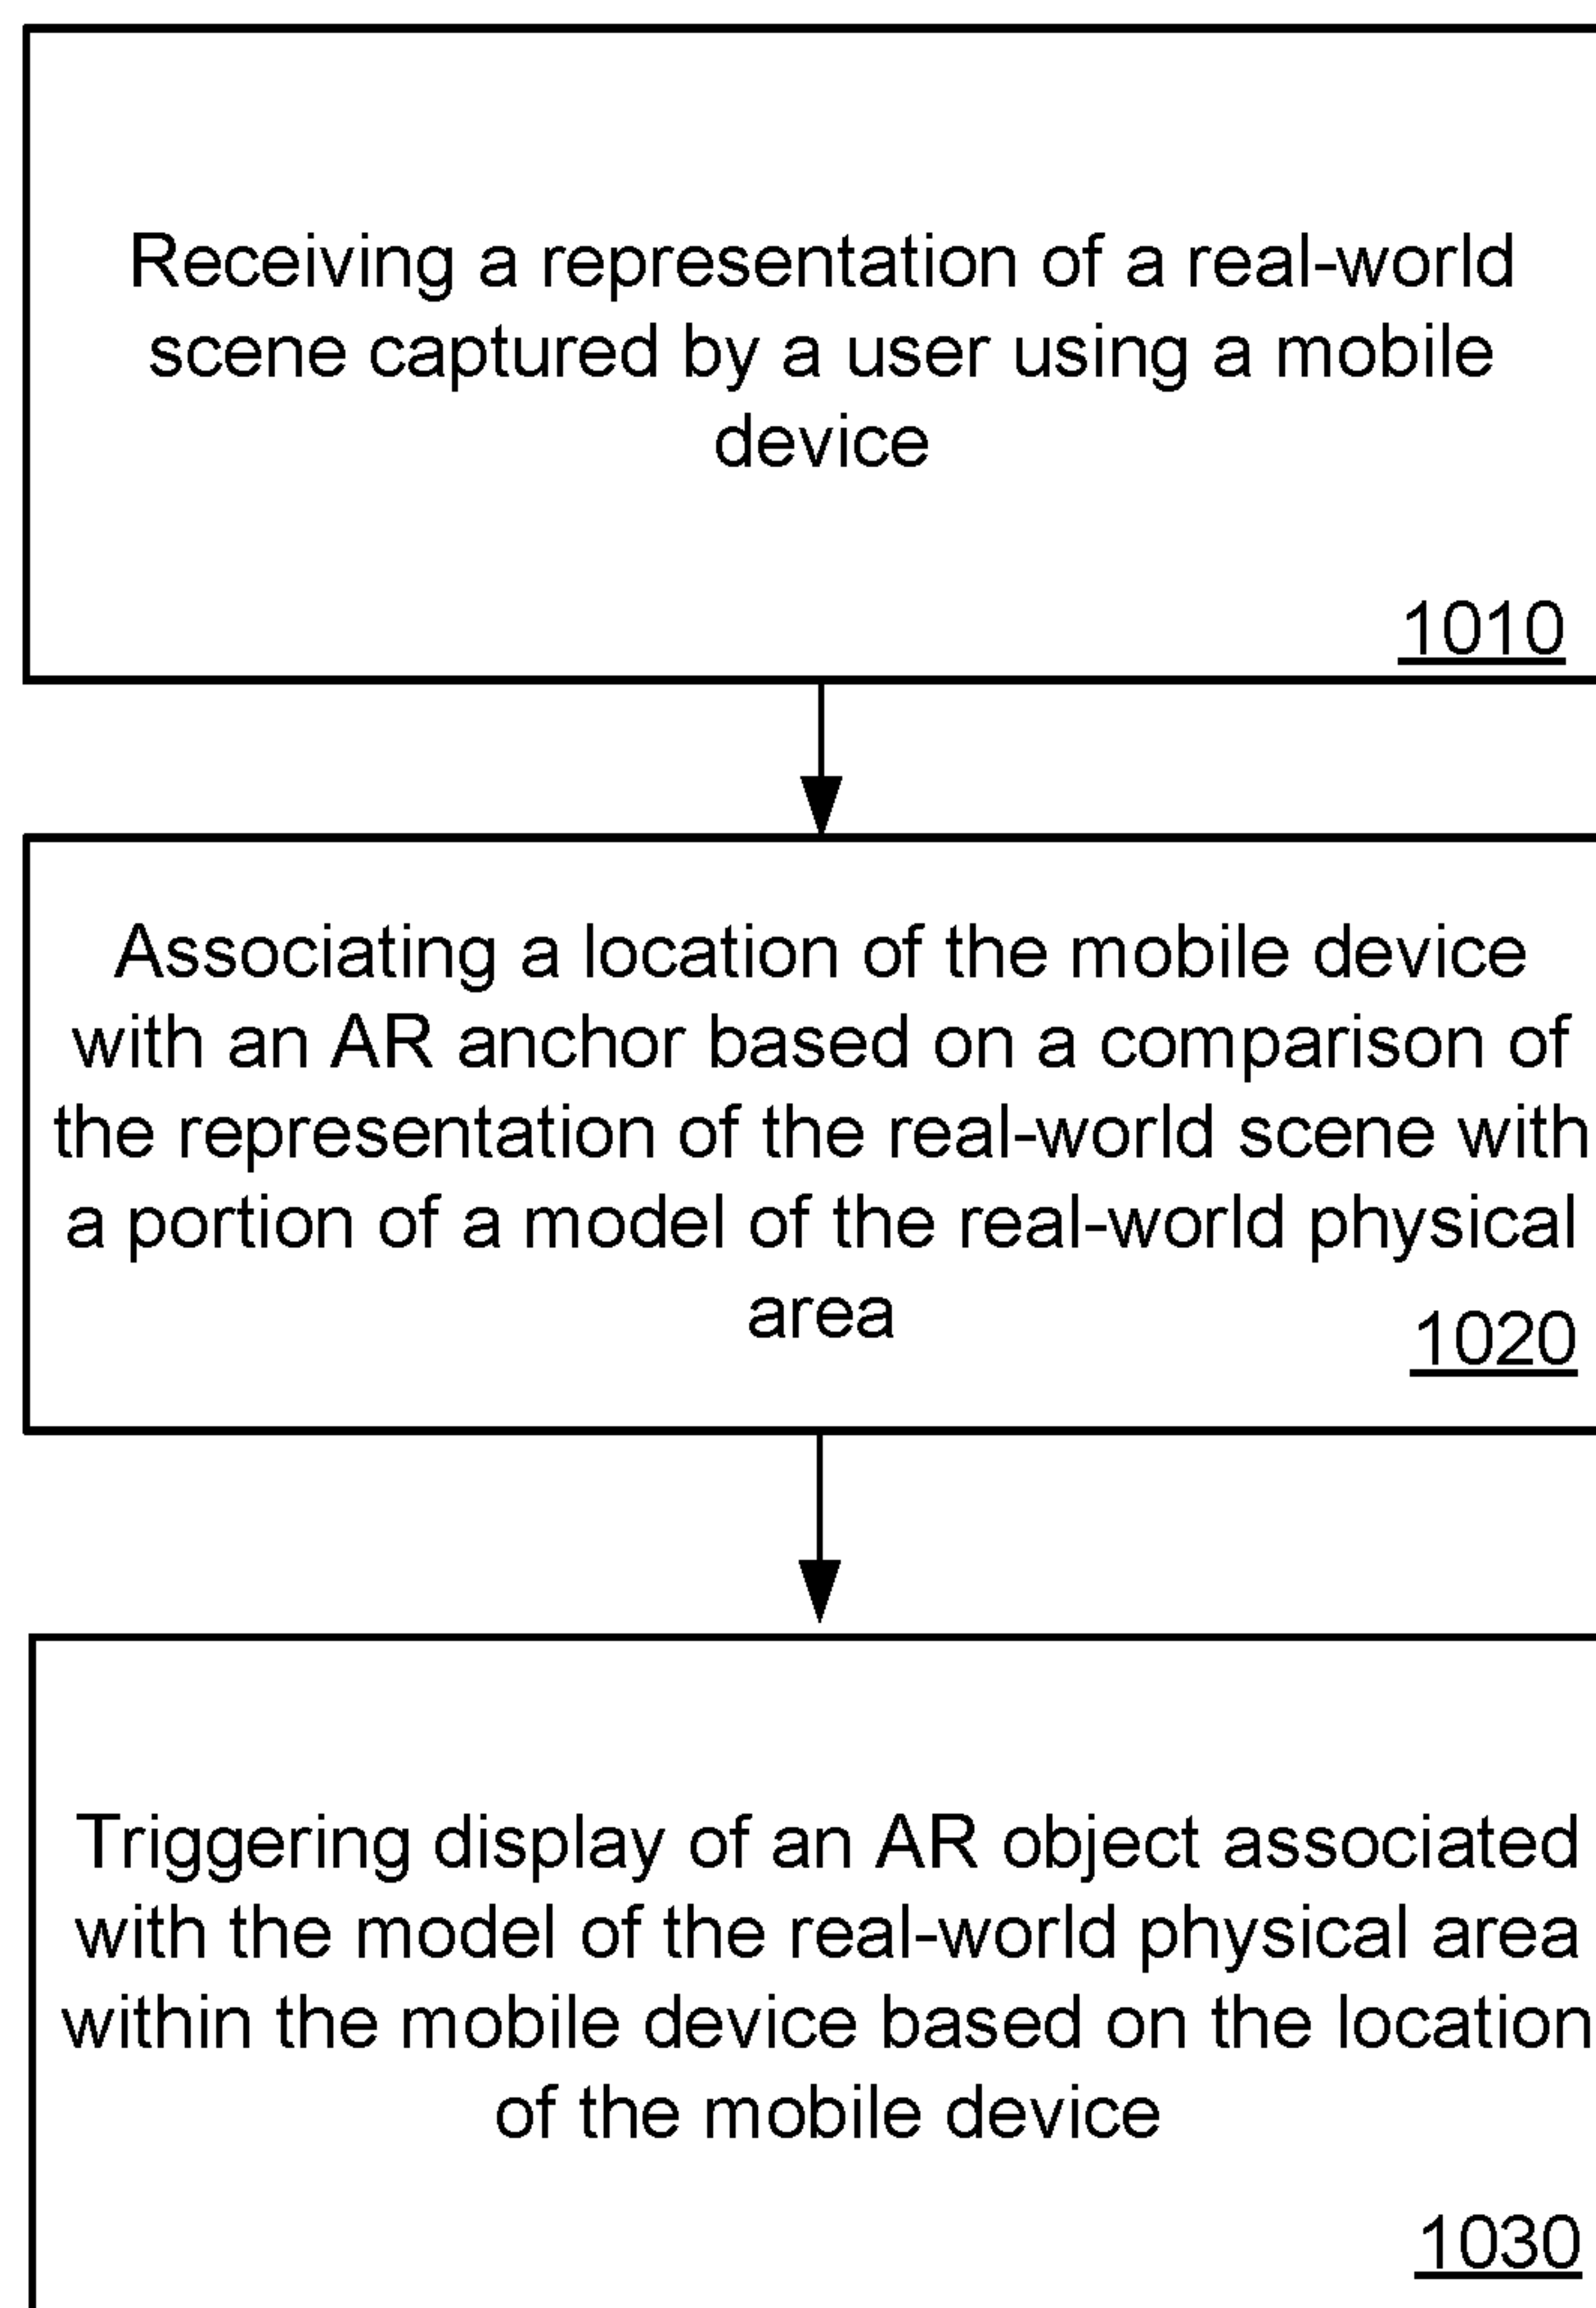 Receiving a representation of a real-world
scene captured by a user using a mobile
device
1010
Associating a location of the mobile device
with an AR anchor based on a comparison of
the representation of the real-world scene with
a portion of a model of the real-world physical
area
1020
Triggering display of an AR object associated
with the model of the real-world physical area
within the mobile device based on the location
of the mobile device
1030